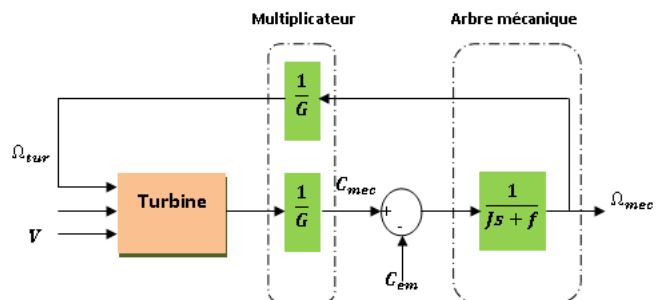 Multiplicateur
Arbre mécanique
1
G
Ω_tur
Turbine
V
1
G
C_mec
+
-
C_em
1
Js + f
Ω_mec